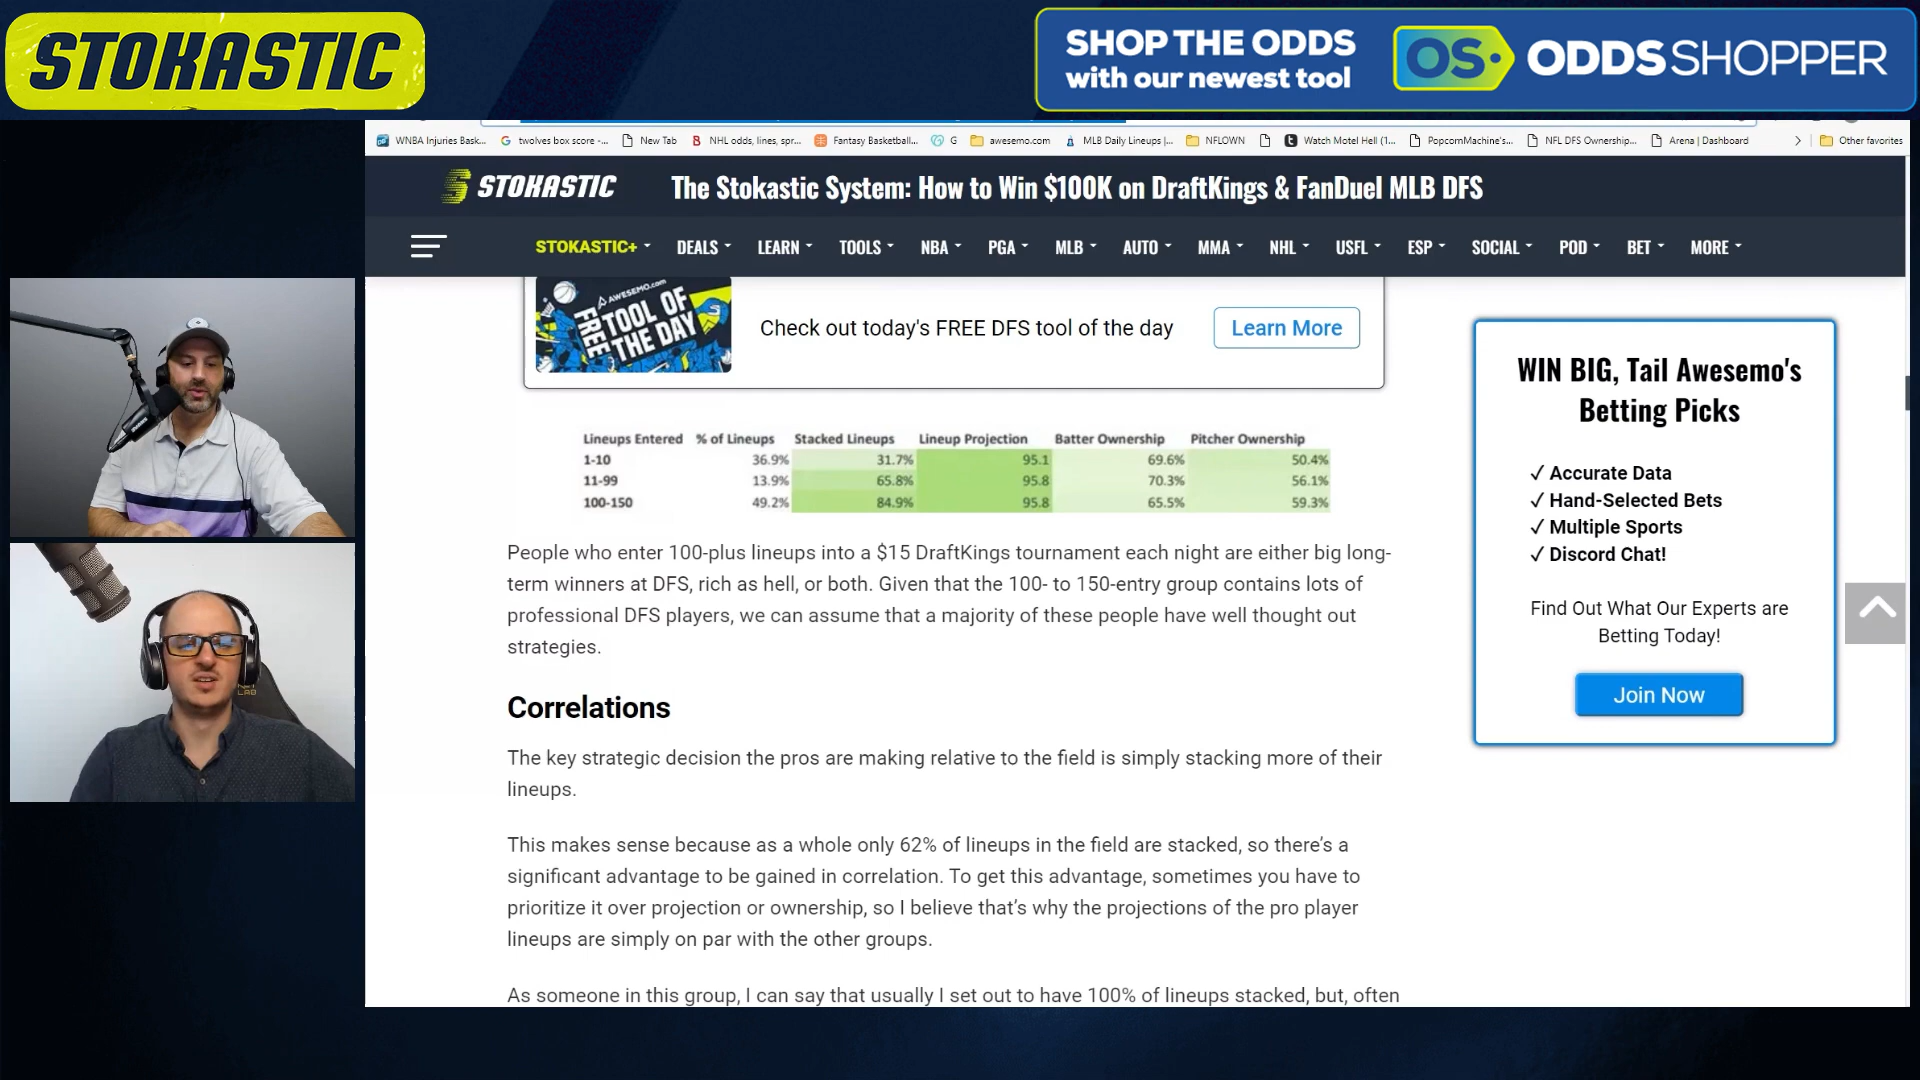 STOKASTIC
SHOP THE ODDS
with our newest tool
OS
ODDSSHOPPER
WNBA Injuries Bask... twolves box score -... New Tab NHL odds, lines, spr... Fantasy Basketball... G awesemo.com MLB Daily Lineups |... NFLOWN Watch Motel Hell (1... PopcornMachine's... NFL DFS Ownership... Arena | Dashboard Other favorites
STOKASTIC The Stokastic System: How to Win $100K on DraftKings & FanDuel MLB DFS
STOKASTIC+ DEALS LEARN TOOLS NBA PGA MLB AUTO MMA NHL USFL ESP SOCIAL POD BET MORE
AWESEMO.COM
FREE TOOL OF THE DAY
Check out today's FREE DFS tool of the day
Learn More
Lineups Entered % of Lineups Stacked Lineups Lineup Projection Batter Ownership Pitcher Ownership
1-10 36.9% 31.7% 95.1 69.6% 50.4%
11-99 13.9% 65.8% 95.8 70.3% 56.1%
100-150 49.2% 84.9% 95.8 65.5% 59.3%
People who enter 100-plus lineups into a $15 DraftKings tournament each night are either big long-
term winners at DFS, rich as hell, or both. Given that the 100- to 150-entry group contains lots of
professional DFS players, we can assume that a majority of these people have well thought out
strategies.
Correlations
The key strategic decision the pros are making relative to the field is simply stacking more of their
lineups.
This makes sense because as a whole only 62% of lineups in the field are stacked, so there's a
significant advantage to be gained in correlation. To get this advantage, sometimes you have to
prioritize it over projection or ownership, so I believe that's why the projections of the pro player
lineups are simply on par with the other groups.
As someone in this group, I can say that usually I set out to have 100% of lineups stacked, but, often
WIN BIG, Tail Awesemo's
Betting Picks
✓ Accurate Data
✓ Hand-Selected Bets
✓ Multiple Sports
✓ Discord Chat!
Find Out What Our Experts are
Betting Today!
Join Now